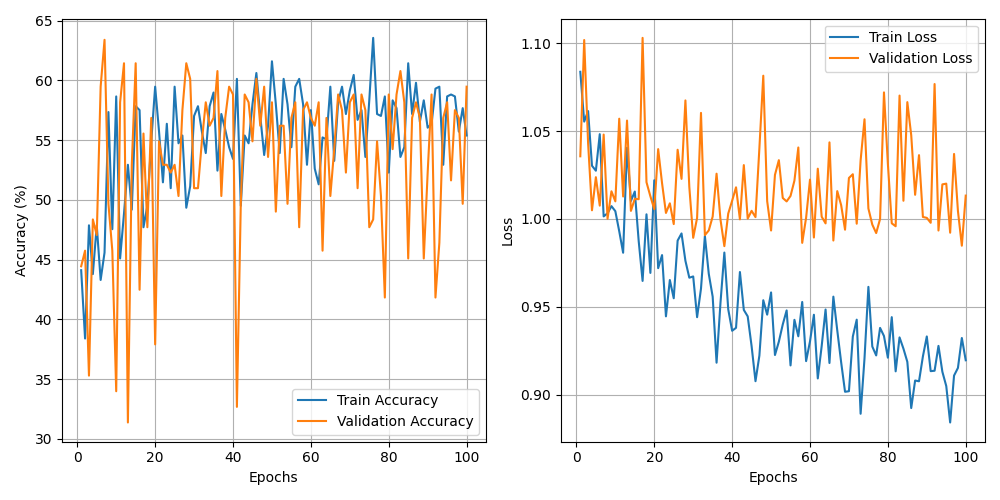 65
60
55
50
45
40
35
30
Accuracy (%)
0 20 40 60 80 100
Epochs
Train Accuracy
Validation Accuracy
1.10
1.05
1.00
0.95
0.90
Loss
0 20 40 60 80 100
Epochs
Train Loss
Validation Loss